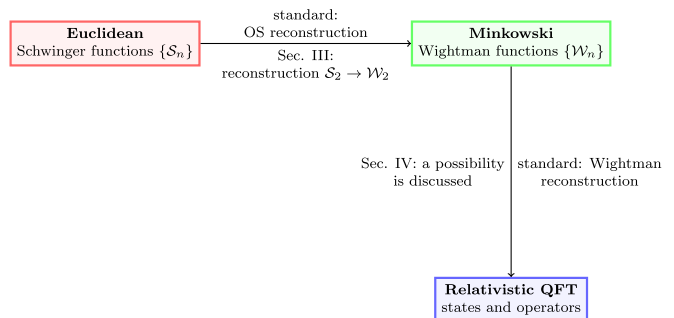 standard:
OS reconstruction
Euclidean
Schwinger functions {𝒮ₙ}
Minkowski
Wightman functions {𝒲ₙ}
Sec. III:
reconstruction 𝒮₂ → 𝒲₂
Sec. IV: a possibility
is discussed
standard: Wightman
reconstruction
Relativistic QFT
states and operators